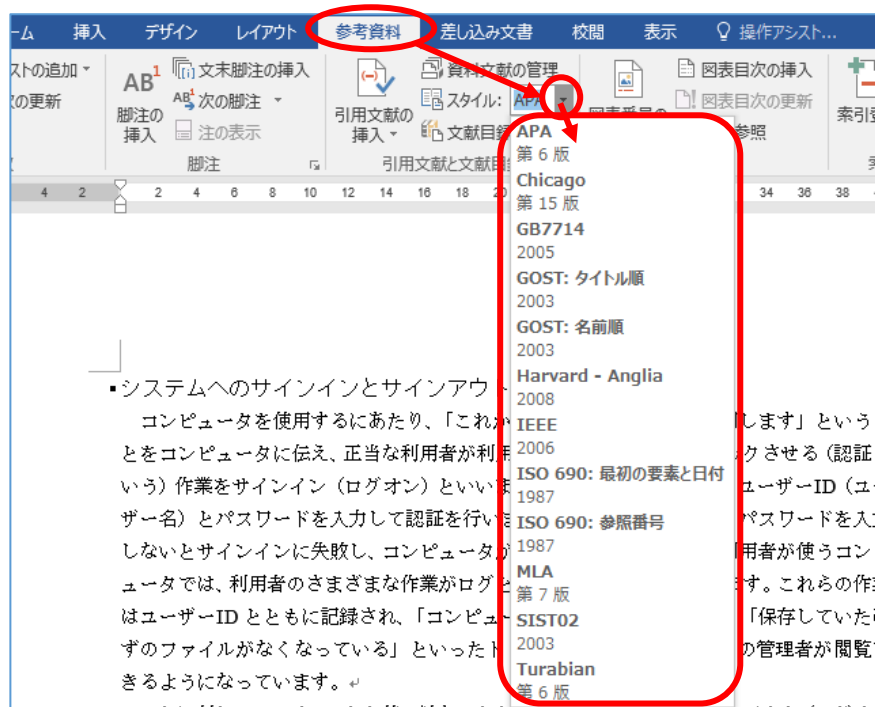 ーム 挿入 デザイン レイアウト 参考資料 差し込み文書 校閲 表示 操作アシスト...
ストの追加
の更新
AB1
脚注の
挿入
文末脚注の挿入
AB1 次の脚注
注の表示
脚注
引用文献の
挿入
資料文献の管理
スタイル: APA
文献目録
引用文献と文献目
図表番号の
図表目次の挿入
図表目次の更新
参照
索引登
4 2 2 4 6 8 10 12 14 16 18 20 34 36 38
APA
第 6 版
Chicago
第 15 版
GB7714
2005
GOST: タイトル順
2003
GOST: 名前順
2003
Harvard - Anglia
2008
IEEE
2006
ISO 690: 最初の要素と日付
1987
ISO 690: 参照番号
1987
MLA
第 7 版
SIST02
2003
Turabian
第 6 版
▪システムへのサインインとサインアウト
コンピュータを使用するにあたり、「これか します」という
とをコンピュータに伝え、正当な利用者が利用 クさせる(認証
いう)作業をサインイン(ログオン)といいま ユーザーID(ユー
ザー名)とパスワードを入力して認証を行いま パスワードを入力
しないとサインインに失敗し、コンピュータが 用者が使うコン
ュータでは、利用者のさまざまな作業がログと す。これらの作業
はユーザーID とともに記録され、「コンピュー 「保存していた
ずのファイルがなくなっている」といったト の管理者が閲覧
きるようになっています。